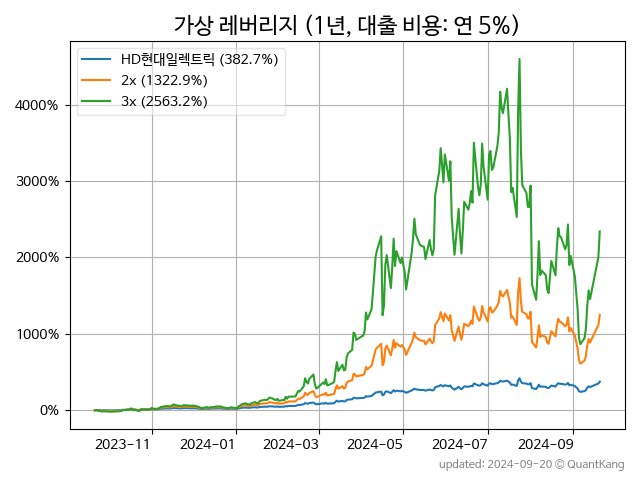 가상 레버리지 (1년, 대출 비용: 연 5%)
HD현대일렉트릭 (382.7%)
2x (1322.9%)
3x (2563.2%)
4000%
3000%
2000%
1000%
0%
2023-11 2024-01 2024-03 2024-05 2024-07 2024-09
updated: 2024-09-20 © QuantKang